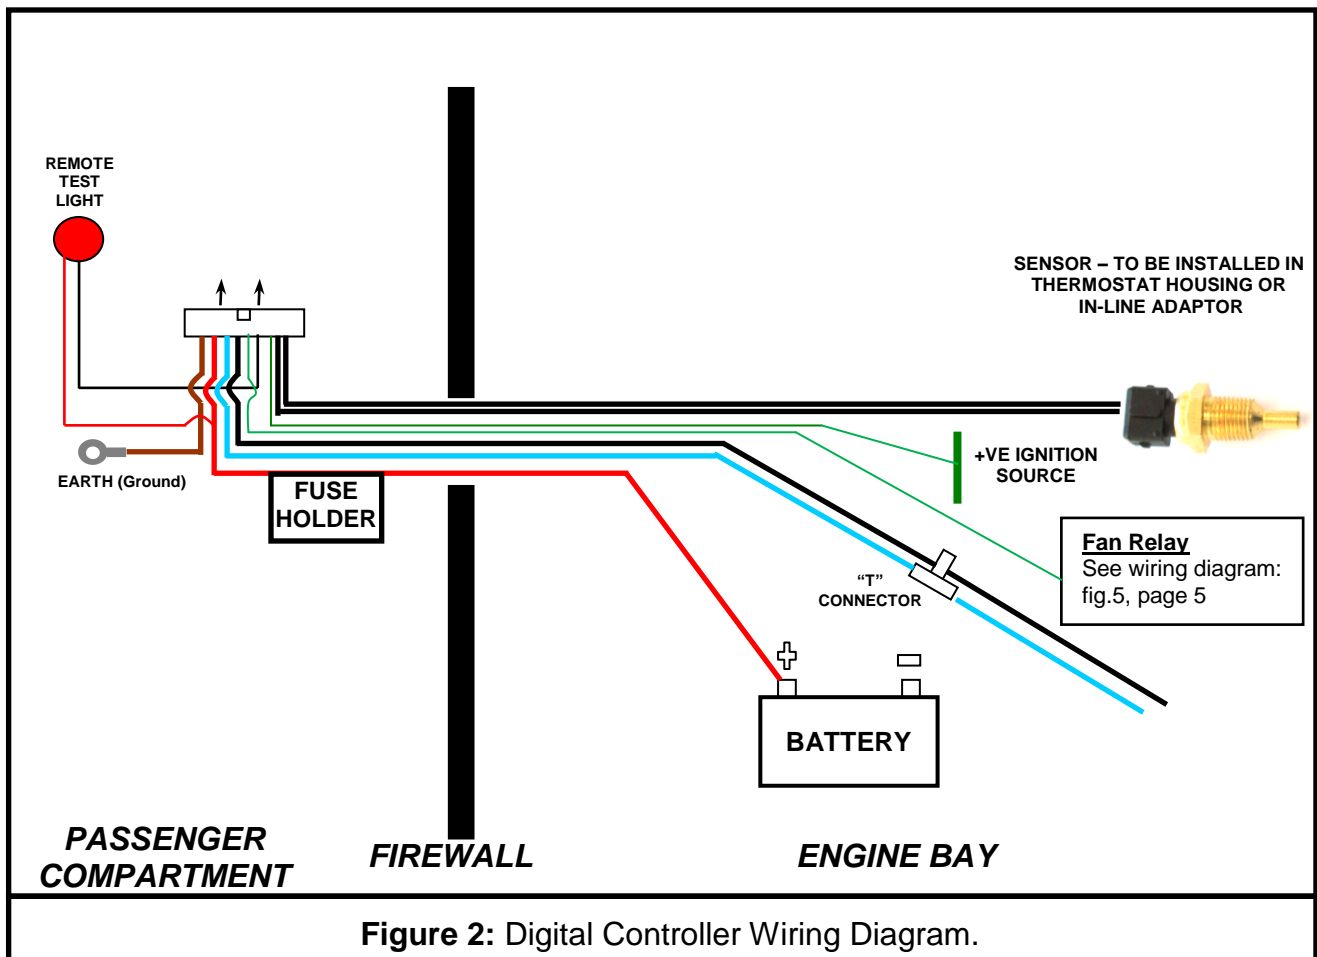 REMOTE
TEST
LIGHT
SENSOR – TO BE INSTALLED IN
THERMOSTAT HOUSING OR
IN-LINE ADAPTOR
EARTH (Ground)
FUSE
HOLDER
+VE IGNITION
SOURCE
Fan Relay
See wiring diagram:
fig.5, page 5
“T”
CONNECTOR
BATTERY
PASSENGER
COMPARTMENT
FIREWALL
ENGINE BAY
Figure 2: Digital Controller Wiring Diagram.